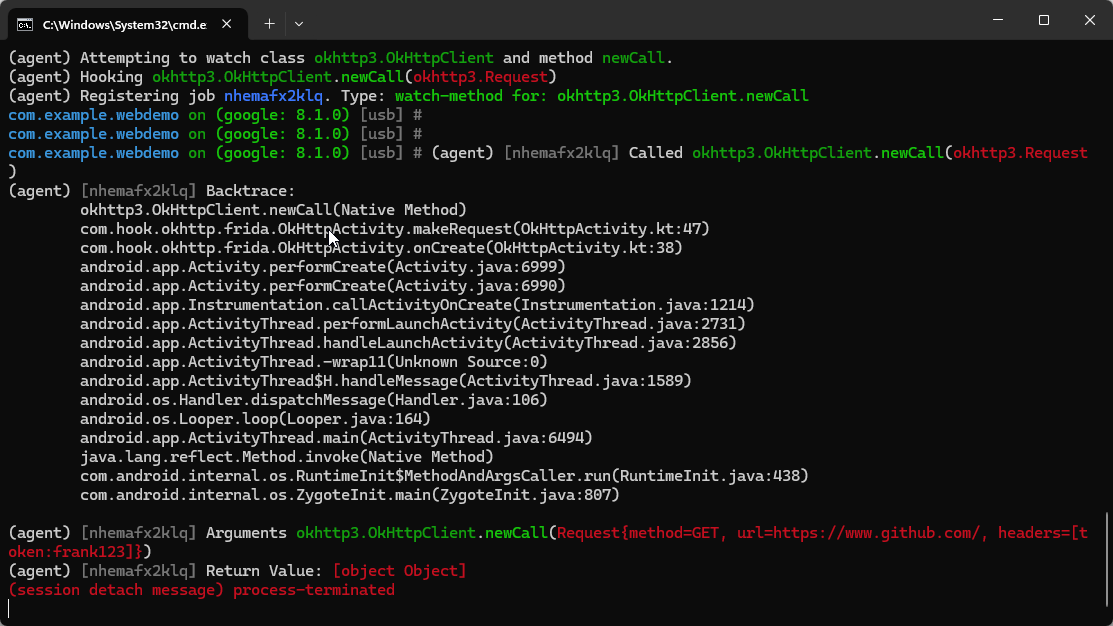 C:\Windows\System32\cmd.e
(agent) Attempting to watch class okhttp3.OkHttpClient and method newCall.
(agent) Hooking okhttp3.OkHttpClient.newCall(okhttp3.Request)
(agent) Registering job nhemafx2klq. Type: watch-method for: okhttp3.OkHttpClient.newCall
com.example.webdemo on (google: 8.1.0) [usb] #
com.example.webdemo on (google: 8.1.0) [usb] #
com.example.webdemo on (google: 8.1.0) [usb] # (agent) [nhemafx2klq] Called okhttp3.OkHttpClient.newCall(okhttp3.Request
)
(agent) [nhemafx2klq] Backtrace:
okhttp3.OkHttpClient.newCall(Native Method)
com.hook.okhttp.frida.OkHttpActivity.makeRequest(OkHttpActivity.kt:47)
com.hook.okhttp.frida.OkHttpActivity.onCreate(OkHttpActivity.kt:38)
android.app.Activity.performCreate(Activity.java:6999)
android.app.Activity.performCreate(Activity.java:6990)
android.app.Instrumentation.callActivityOnCreate(Instrumentation.java:1214)
android.app.ActivityThread.performLaunchActivity(ActivityThread.java:2731)
android.app.ActivityThread.handleLaunchActivity(ActivityThread.java:2856)
android.app.ActivityThread.-wrap11(Unknown Source:0)
android.app.ActivityThread$H.handleMessage(ActivityThread.java:1589)
android.os.Handler.dispatchMessage(Handler.java:106)
android.os.Looper.loop(Looper.java:164)
android.app.ActivityThread.main(ActivityThread.java:6494)
java.lang.reflect.Method.invoke(Native Method)
com.android.internal.os.RuntimeInit$MethodAndArgsCaller.run(RuntimeInit.java:438)
com.android.internal.os.ZygoteInit.main(ZygoteInit.java:807)
(agent) [nhemafx2klq] Arguments okhttp3.OkHttpClient.newCall(Request{method=GET, url=https://www.github.com/, headers=[t
oken:frank123]})
(agent) [nhemafx2klq] Return Value: [object Object]
(session detach message) process-terminated